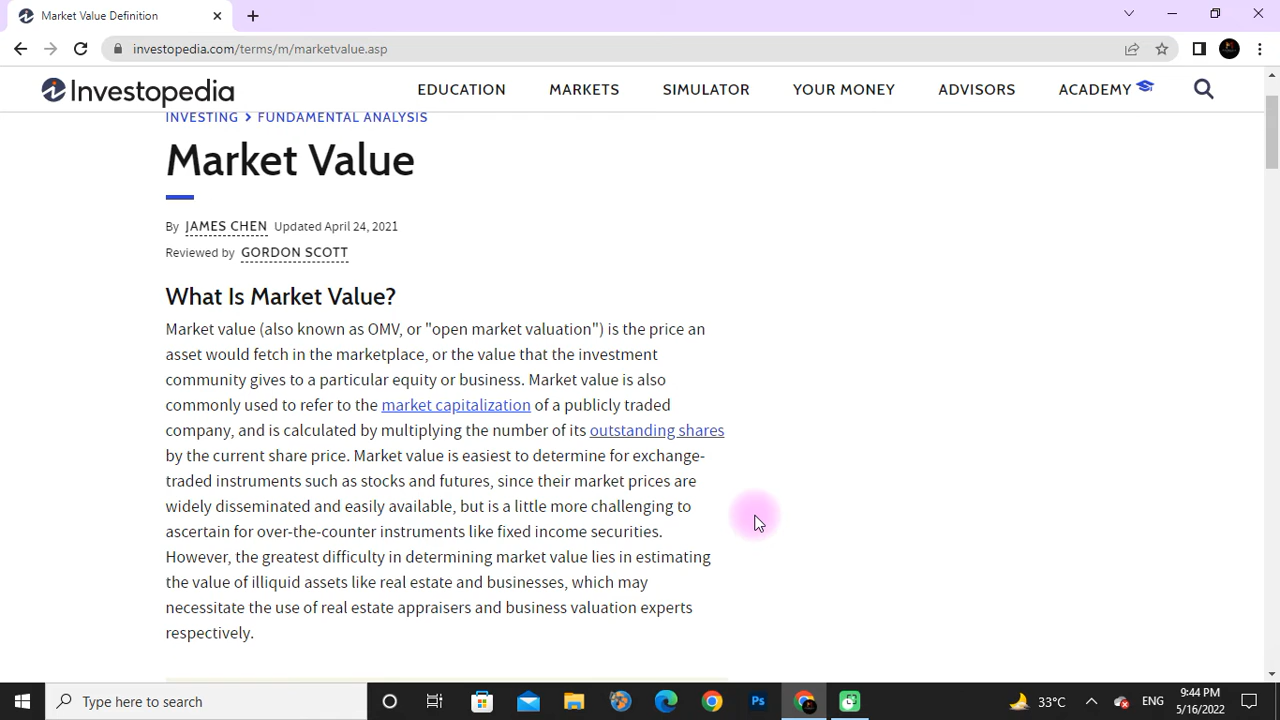 Market Value Definition
investopedia.com/terms/m/marketvalue.asp
Investopedia EDUCATION MARKETS SIMULATOR YOUR MONEY ADVISORS ACADEMY
INVESTING > FUNDAMENTAL ANALYSIS
Market Value
By JAMES CHEN Updated April 24, 2021
Reviewed by GORDON SCOTT
What Is Market Value?
Market value (also known as OMV, or "open market valuation") is the price an
asset would fetch in the marketplace, or the value that the investment
community gives to a particular equity or business. Market value is also
commonly used to refer to the market capitalization of a publicly traded
company, and is calculated by multiplying the number of its outstanding shares
by the current share price. Market value is easiest to determine for exchange-
traded instruments such as stocks and futures, since their market prices are
widely disseminated and easily available, but is a little more challenging to
ascertain for over-the-counter instruments like fixed income securities.
However, the greatest difficulty in determining market value lies in estimating
the value of illiquid assets like real estate and businesses, which may
necessitate the use of real estate appraisers and business valuation experts
respectively.
Type here to search
Ps
33°C
ENG
9:44 PM
5/16/2022